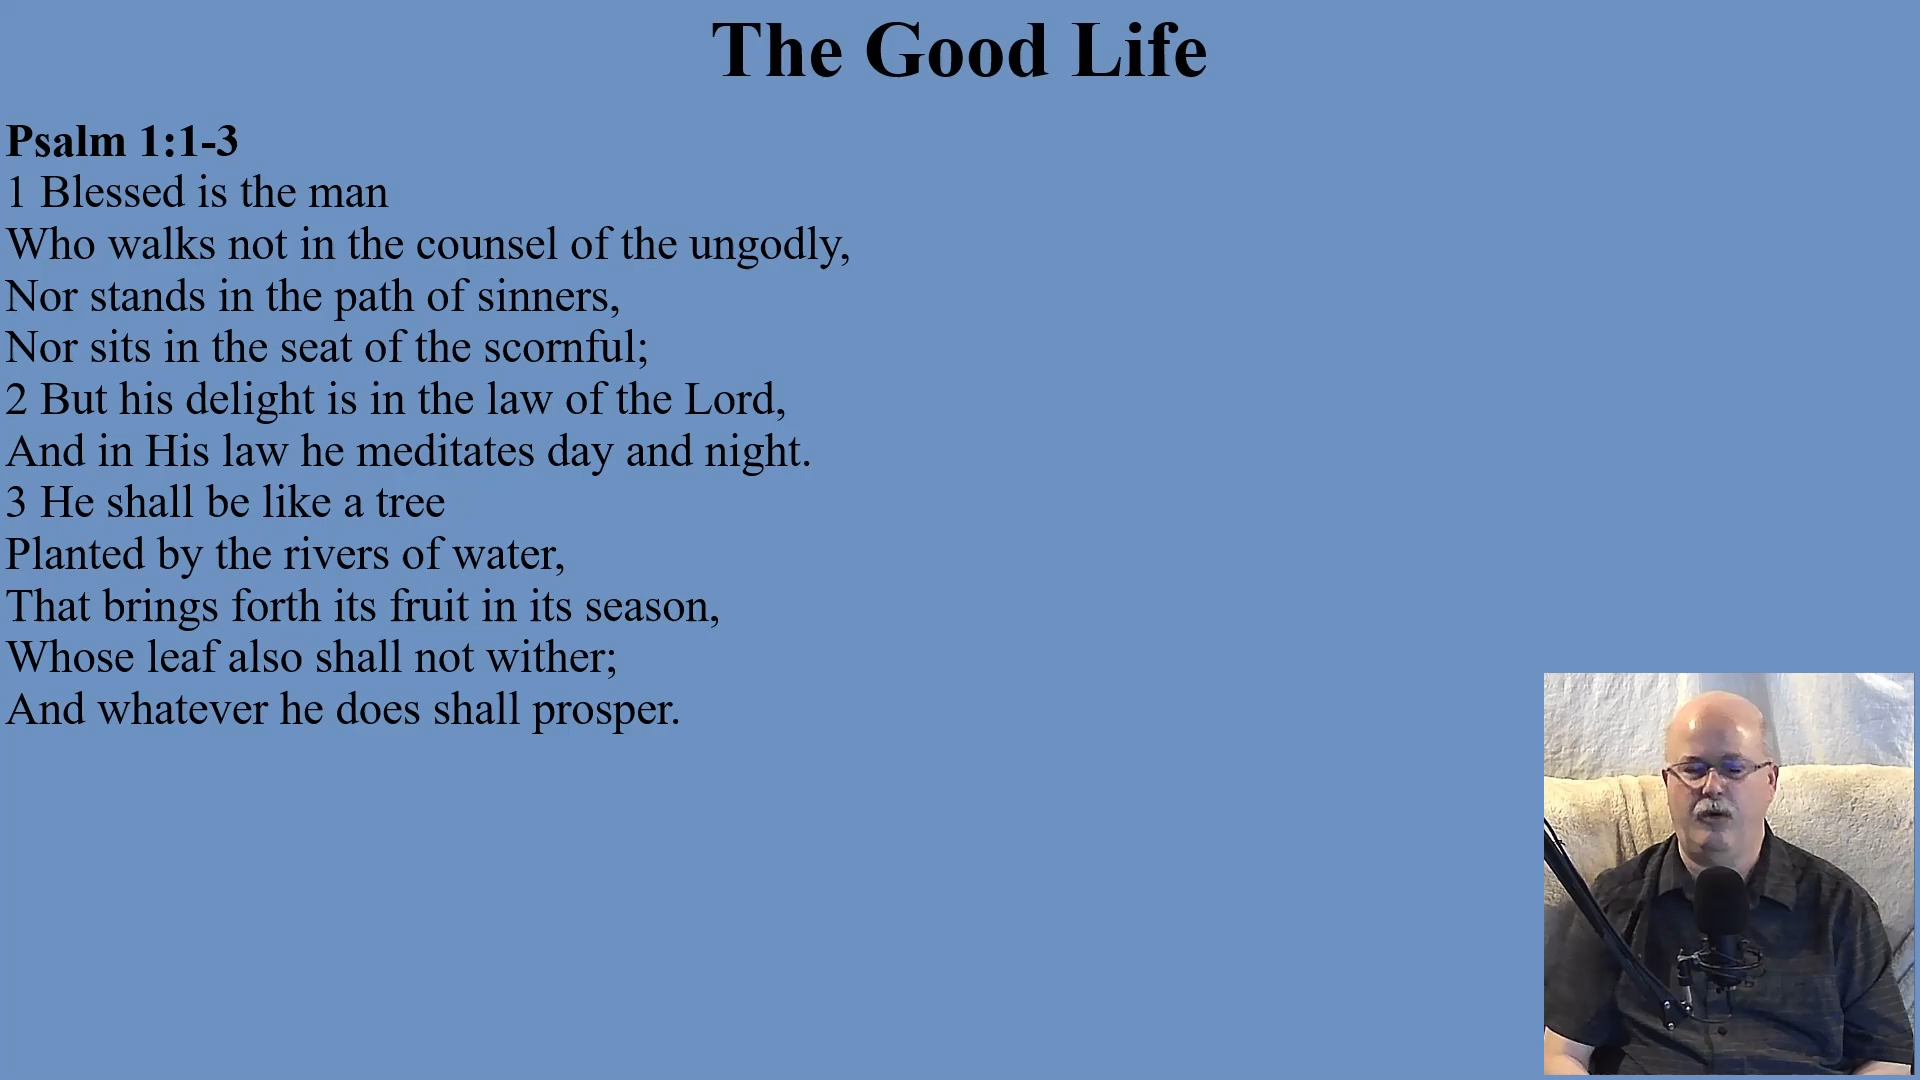 The Good Life
Psalm 1:1-3
1 Blessed is the man
Who walks not in the counsel of the ungodly,
Nor stands in the path of sinners,
Nor sits in the seat of the scornful;
2 But his delight is in the law of the Lord,
And in His law he meditates day and night.
3 He shall be like a tree
Planted by the rivers of water,
That brings forth its fruit in its season,
Whose leaf also shall not wither;
And whatever he does shall prosper.